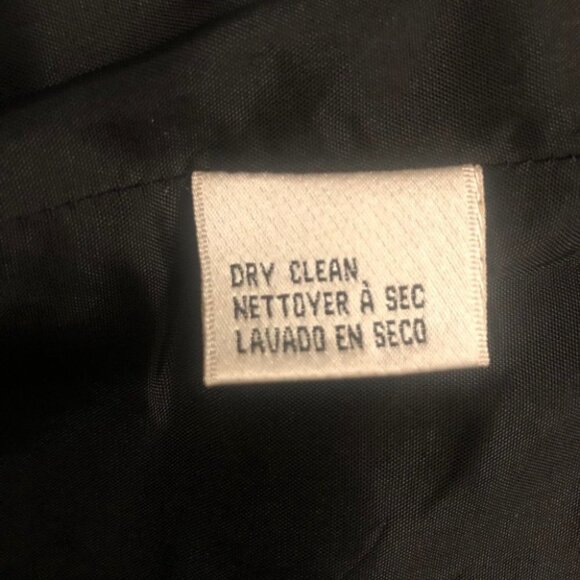 DRY CLEAN
NETTOYER À SEC
LAVADO EN SECO